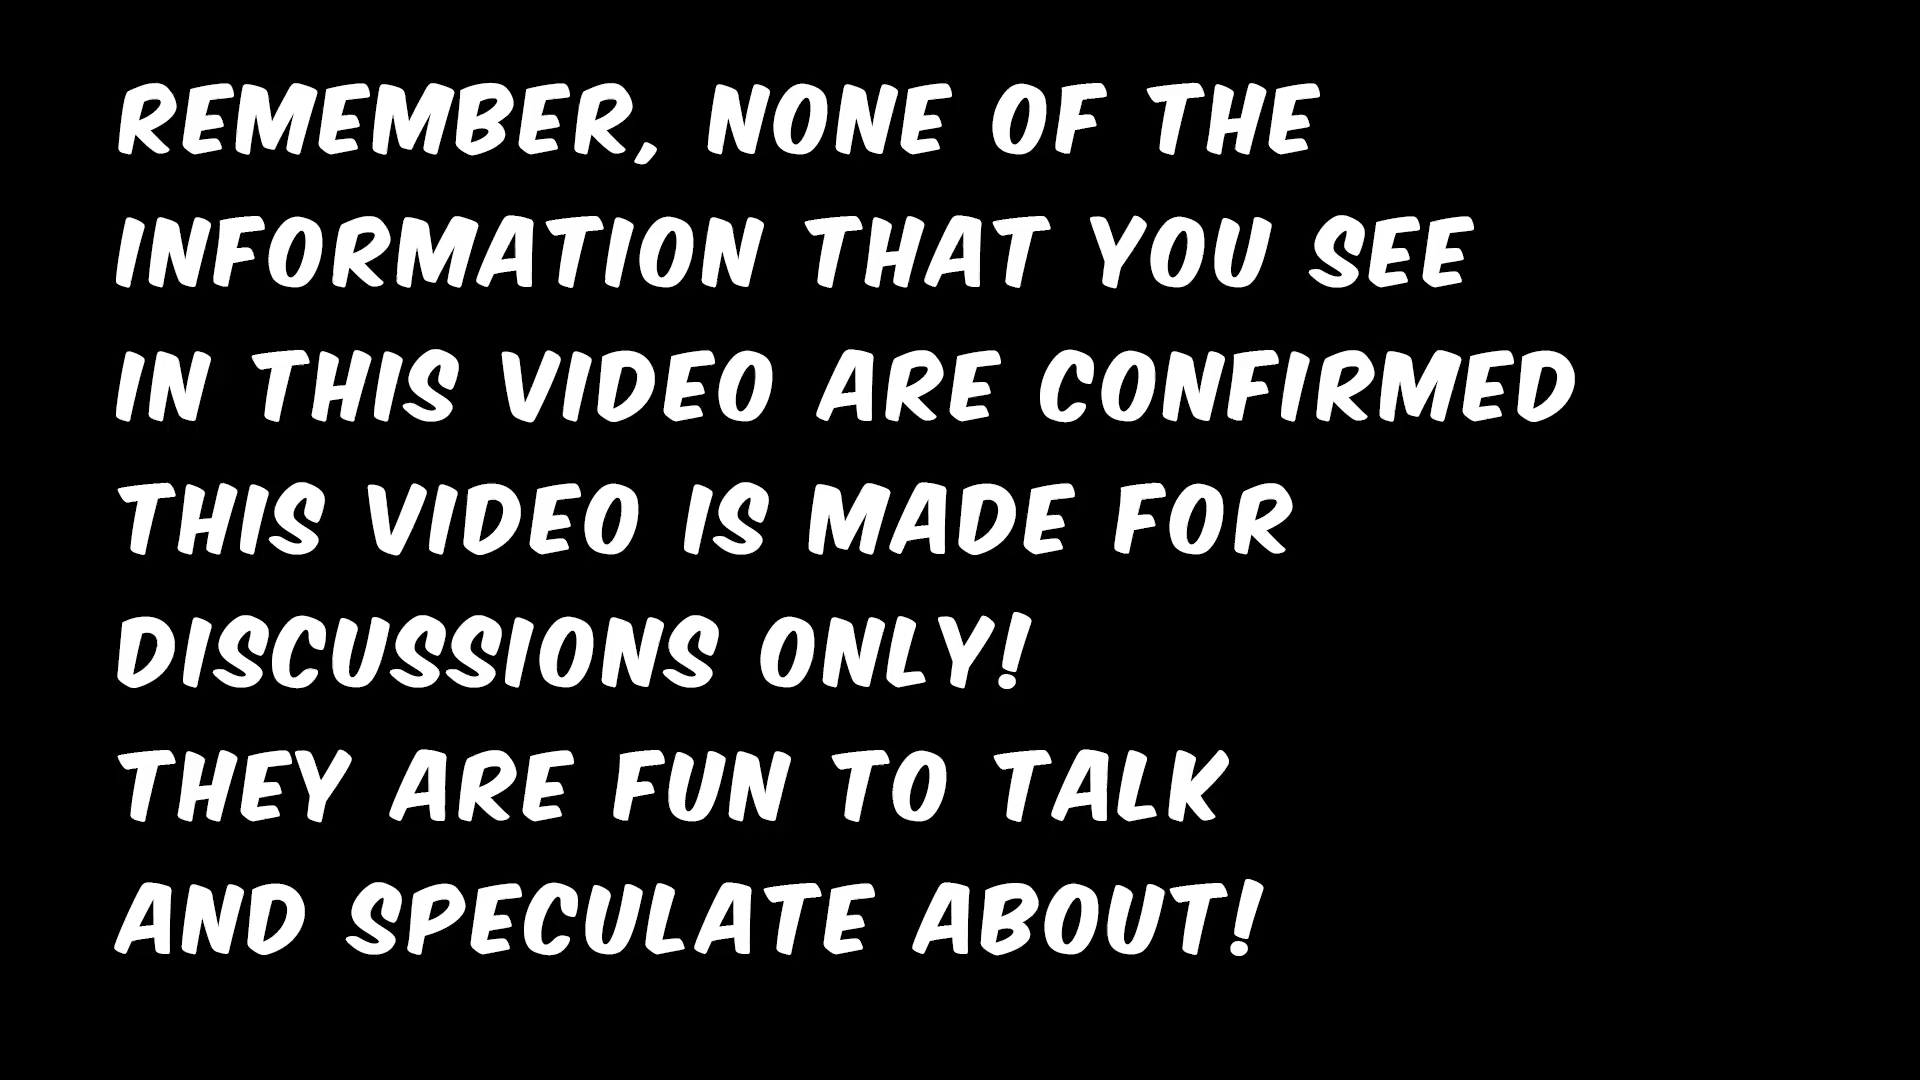 REMEMBER, NONE OF THE
INFORMATION THAT YOU SEE
IN THIS VIDEO ARE CONFIRMED
THIS VIDEO IS MADE FOR
DISCUSSIONS ONLY!
THEY ARE FUN TO TALK
AND SPECULATE ABOUT!